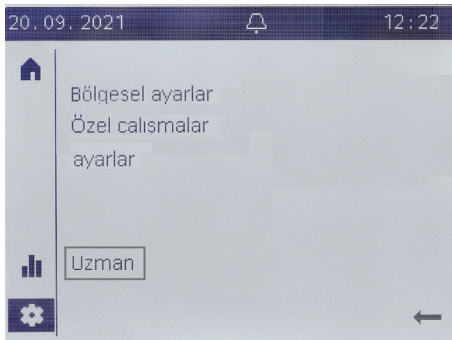 20.09.2021 12:22
Bölgesel ayarlar
Özel calısmalar
ayarlar
Uzman